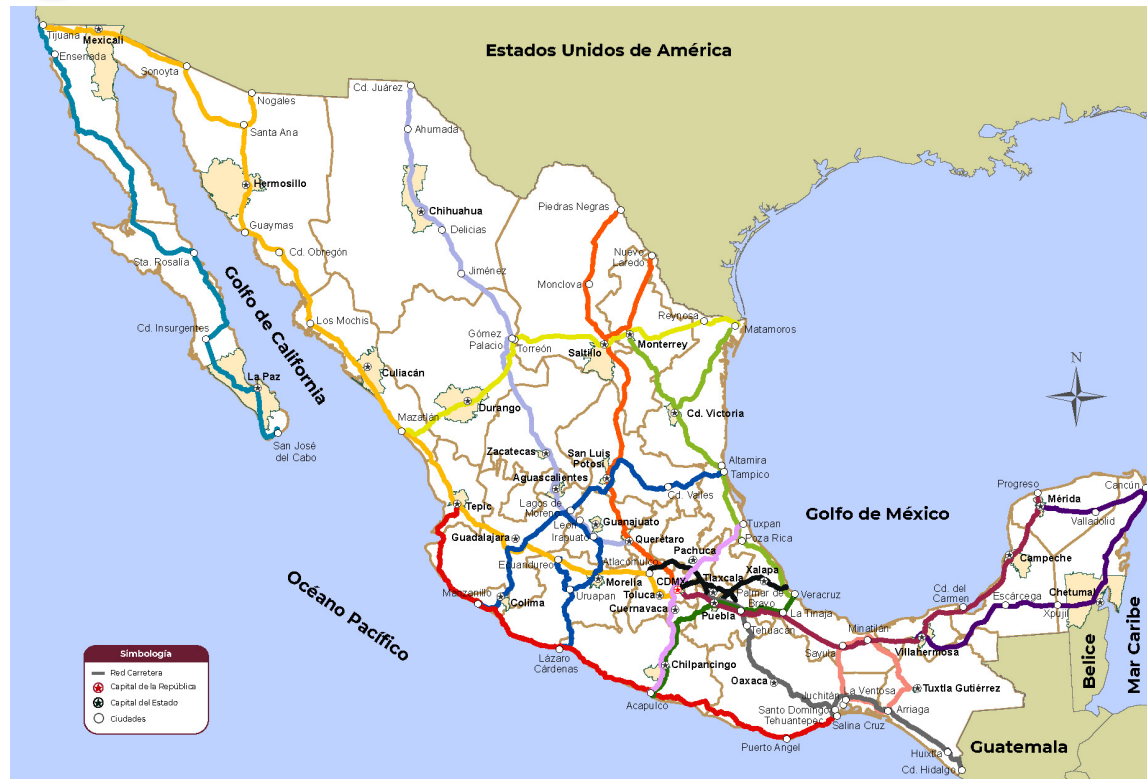 Estados Unidos de América
Tijuana
Mexicali
Ensenada
Sonoyta
Nogales
Santa Ana
Cd. Juárez
Ahumada
Hermosillo
Chihuahua
Piedras Negras
Guaymas
Delicias
Nuevo
Laredo
Cd. Obregón
Sta. Rosalía
Jiménez
Monclova
Golfo de California
Cd. Insurgentes
Los Mochis
Gómez
Palacio
Torreón
Reynosa
Matamoros
Saltillo
Monterrey
La Paz
Culiacán
N
Durango
Cd. Victoria
Mazatlán
San José
del Cabo
Zacatecas
San Luis
Potosí
Altamira
Tampico
Aguascalientes
Cd. Valles
Progreso
Cancún
Mérida
Tepic
Lagos de
Moreno
León
Guanajuato
Tuxpan
Golfo de México
Valladolid
Guadalajara
Irapuato
Querétaro
Poza Rica
Pachuca
Campeche
Ecuandureo
Atlacomulco
Xalapa
Océano Pacífico
Morelia
CDMX
Tlaxcala
Cd. del
Carmen
Chetumal
Manzanillo
Colima
Uruapan
Toluca
Palmar de
Bravo
Veracruz
Escárcega
Xpujil
Cuernavaca
Puebla
La Tinaja
Tehuacán
Minatilán
Sayula
Villahermosa
Belice
Mar Caribe
Lázaro
Cárdenas
Chilpancingo
Oaxaca
Juchitán
La Ventosa
Tuxtla Gutiérrez
Acapulco
Santo Domingo
Tehuantepec
Arriaga
Salina Cruz
Puerto Angel
Huixtla
Guatemala
Cd. Hidalgo
Simbología
Red Carretera
Capital de la República
Capital del Estado
Ciudades